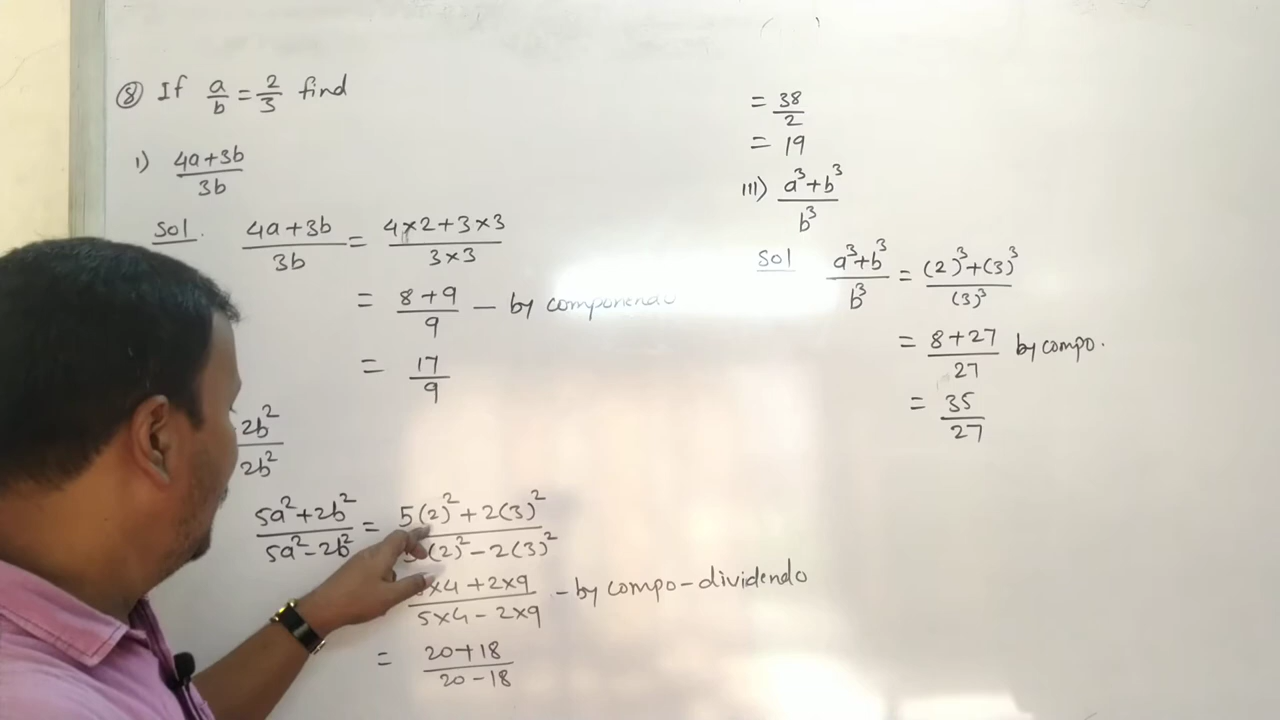 ⑧ If a/b = 2/3 find
i) 4a+3b/3b
Sol. 4a+3b/3b = 4×2+3×3/3×3
= 8+9/9 — by componendo
= 17/9
2b²/2b²
5a²+2b²/5a²-2b² = 5(2)²+2(3)²/5(2)²-2(3)²
×4+2×9/5×4-2×9 - by compo-dividendo
= 20+18/20-18
= 38/2
= 19
III) a³+b³/b³
Sol a³+b³/b³ = (2)³+(3)³/(3)³
= 8+27/27 by compo.
= 35/27